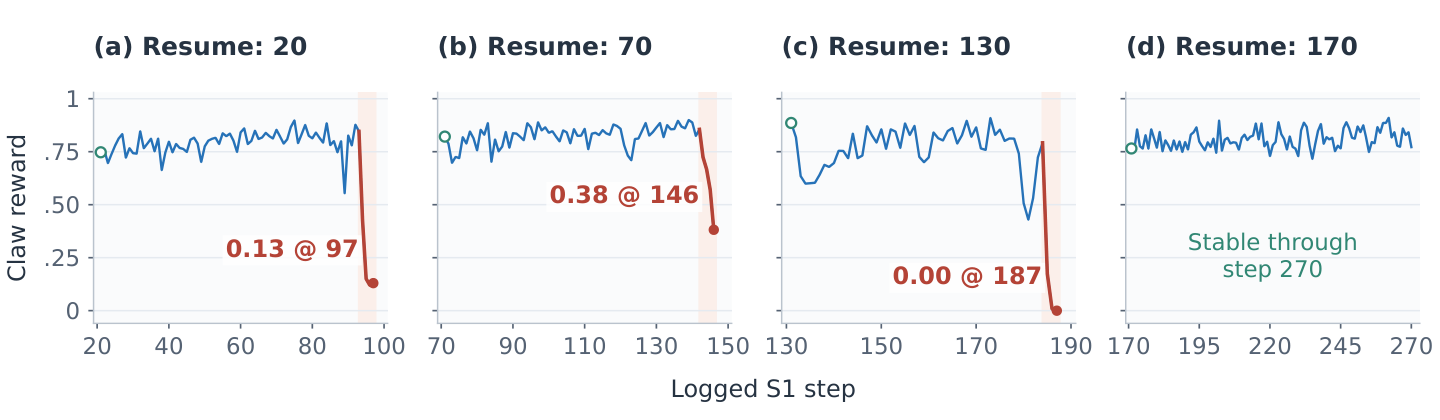 (a) Resume: 20
(b) Resume: 70
(c) Resume: 130
(d) Resume: 170
Claw reward
1
.75
.50
.25
0
0.13 @ 97
0.38 @ 146
0.00 @ 187
Stable through
step 270
20 40 60 80 100
70 90 110 130 150
130 150 170 190
170 195 220 245 270
Logged S1 step